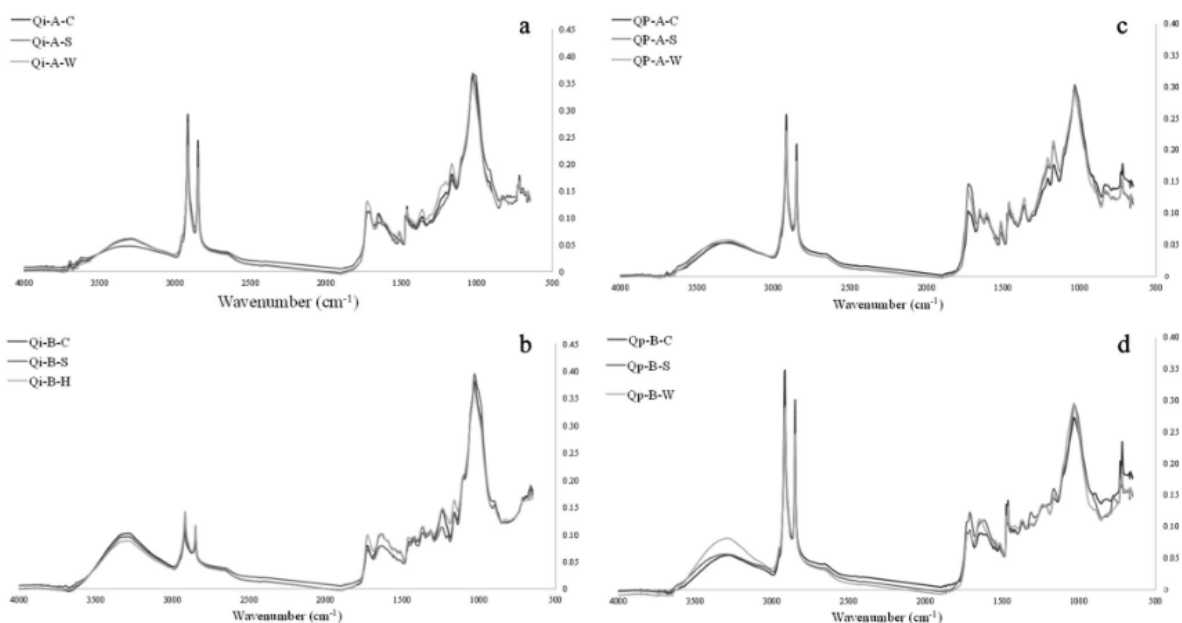 Qi-A-C
Qi-A-S
Qi-A-W
a
0.45
0.40
0.35
0.30
0.25
0.20
0.15
0.10
0.05
0
4000 3500 3000 2500 2000 1500 1000 500
Wavenumber (cm-1)
QP-A-C
QP-A-S
QP-A-W
c
0.40
0.35
0.30
0.25
0.20
0.15
0.10
0.05
0
4000 3500 3000 2500 2000 1500 1000 500
Wavenumber (cm-1)
Qi-B-C
Qi-B-S
Qi-B-H
b
0.45
0.40
0.35
0.30
0.25
0.20
0.15
0.10
0.05
0
4000 3500 3000 2500 2000 1500 1000 500
Wavenumber (cm-1)
Qp-B-C
Qp-B-S
Qp-B-W
d
0.40
0.35
0.30
0.25
0.20
0.15
0.10
0.05
0
4000 3500 3000 2500 2000 1500 1000 500
Wavenumber (cm-1)